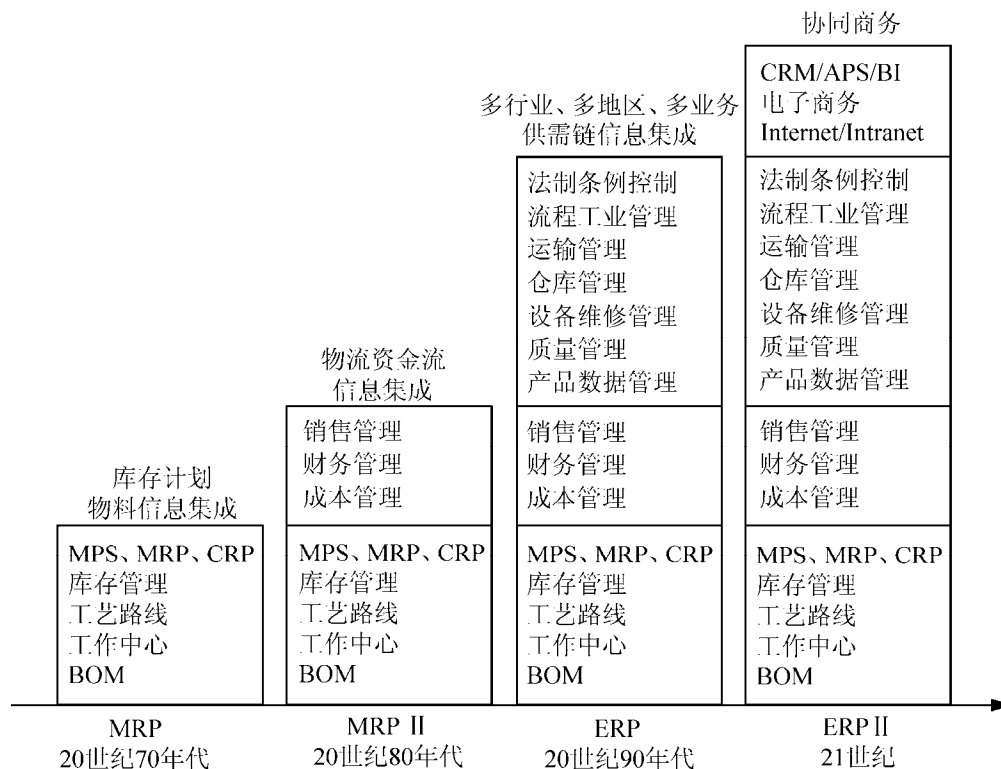 库存计划
物料信息集成
MPS、MRP、CRP
库存管理
工艺路线
工作中心
BOM
MRP
20世纪70年代
物流资金流
信息集成
销售管理
财务管理
成本管理
MPS、MRP、CRP
库存管理
工艺路线
工作中心
BOM
MRP Ⅱ
20世纪80年代
多行业、多地区、多业务
供需链信息集成
法制条例控制
流程工业管理
运输管理
仓库管理
设备维修管理
质量管理
产品数据管理
销售管理
财务管理
成本管理
MPS、MRP、CRP
库存管理
工艺路线
工作中心
BOM
ERP
20世纪90年代
协同商务
CRM/APS/BI
电子商务
Internet/Intranet
法制条例控制
流程工业管理
运输管理
仓库管理
设备维修管理
质量管理
产品数据管理
销售管理
财务管理
成本管理
MPS、MRP、CRP
库存管理
工艺路线
工作中心
BOM
ERPⅡ
21世纪